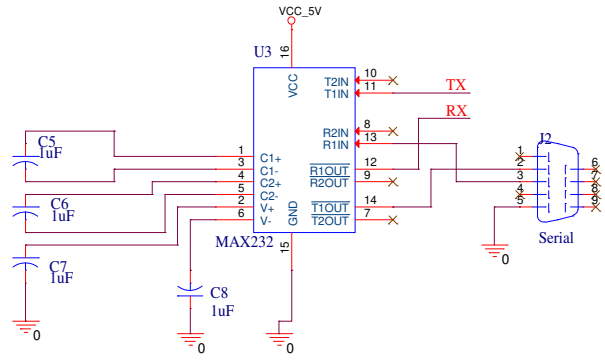 VCC_5V
U3
16
VCC
T2IN 10
T1IN 11 TX
RX
R2IN 8
R1IN 13
J2
C5
1uF
1 C1+
3 C1-
4 C2+
5 C2-
2 V+
6 V-
R1OUT 12
R2OUT 9
T1OUT 14
T2OUT 7
GND
15
MAX232
C6
1uF
C7
1uF
C8
1uF
1
2
3
4
5
6
7
8
9
Serial
0
0
0
0